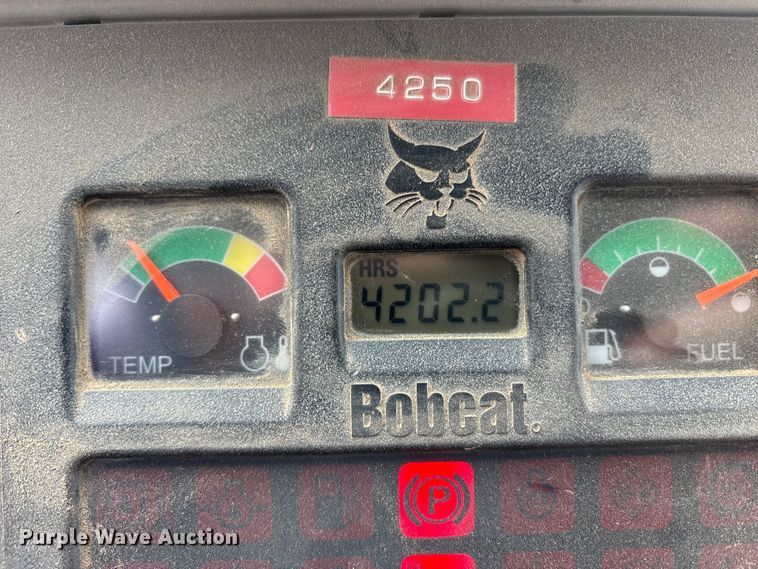 4250
HRS
4202.2
TEMP
FUEL
Bobcat.
P
Purple Wave Auction